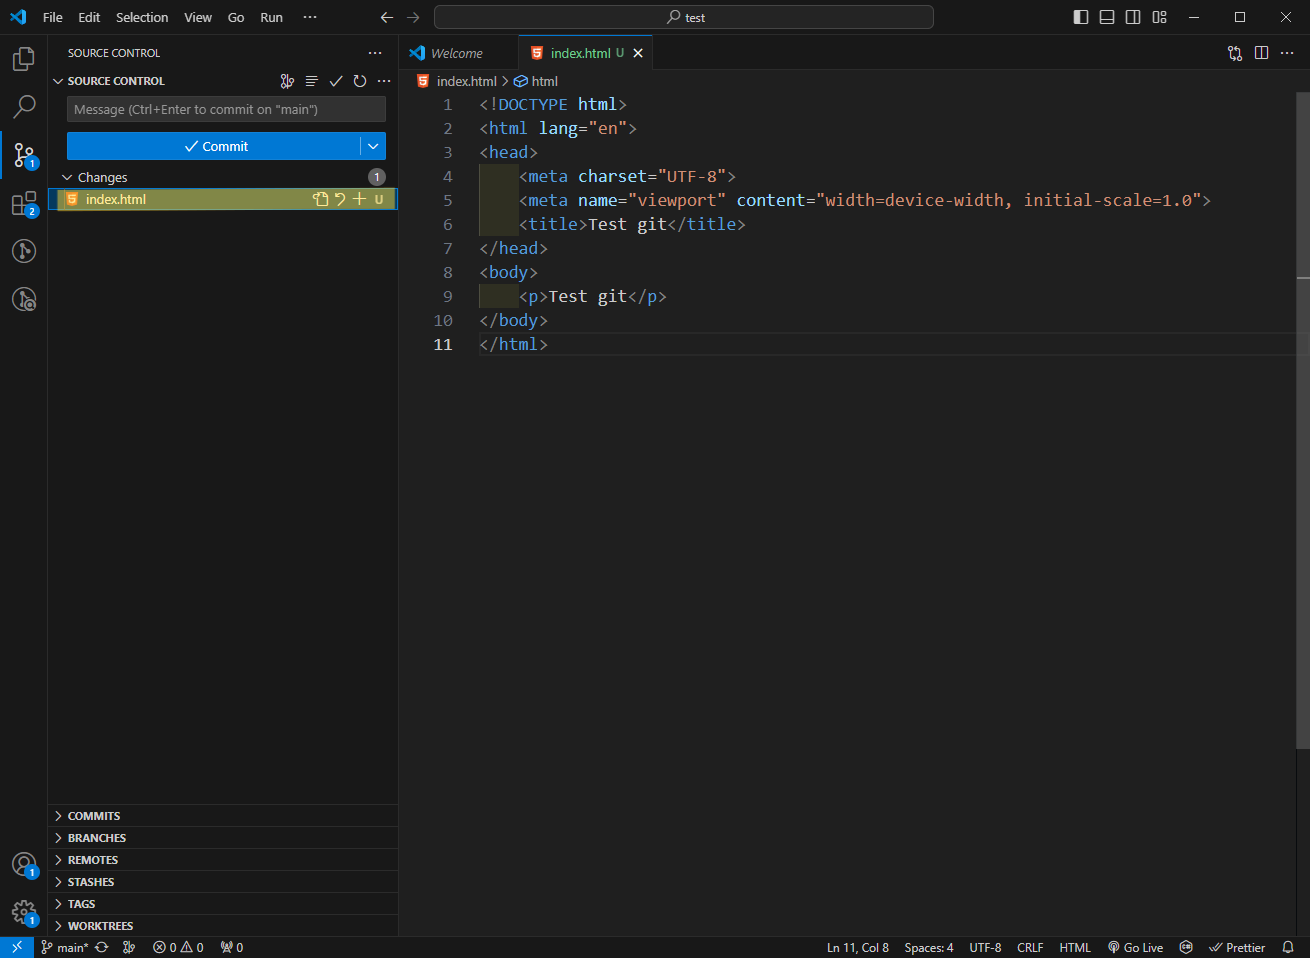 File Edit Selection View Go Run ···
test
SOURCE CONTROL ···
SOURCE CONTROL ···
Message (Ctrl+Enter to commit on "main")
Commit
Changes 1
index.html U
1
2
COMMITS
BRANCHES
REMOTES
STASHES
TAGS
WORKTREES
1
1
Welcome
index.html U
index.html > html
1 <!DOCTYPE html>
2 <html lang="en">
3 <head>
4 <meta charset="UTF-8">
5 <meta name="viewport" content="width=device-width, initial-scale=1.0">
6 <title>Test git</title>
7 </head>
8 <body>
9 <p>Test git</p>
10 </body>
11 </html>
main* 0 0 0 Ln 11, Col 8 Spaces: 4 UTF-8 CRLF HTML Go Live Prettier